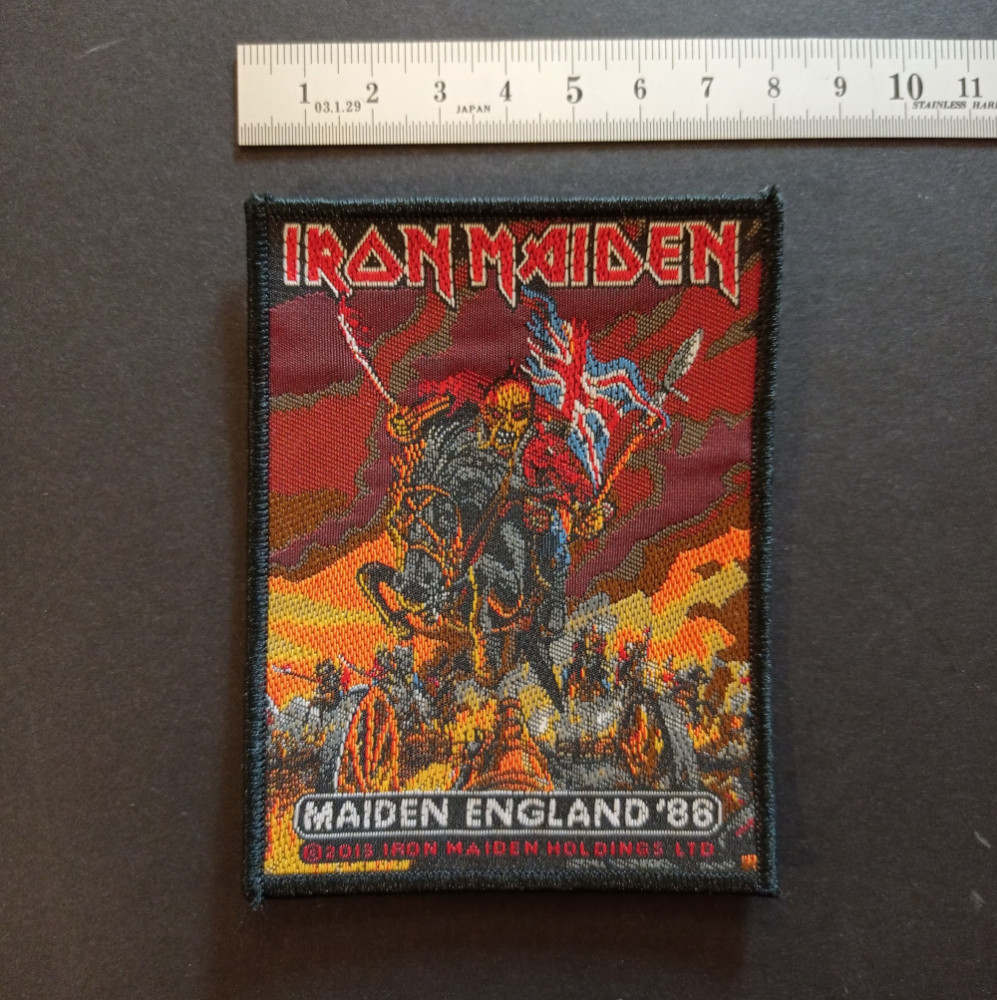 1 2 3 4 5 6 7 8 9 10 11
03.1.29 JAPAN STAINLESS HAR
IRON MAIDEN
MAIDEN ENGLAND '88
©2013 IRON MAIDEN HOLDINGS LTD